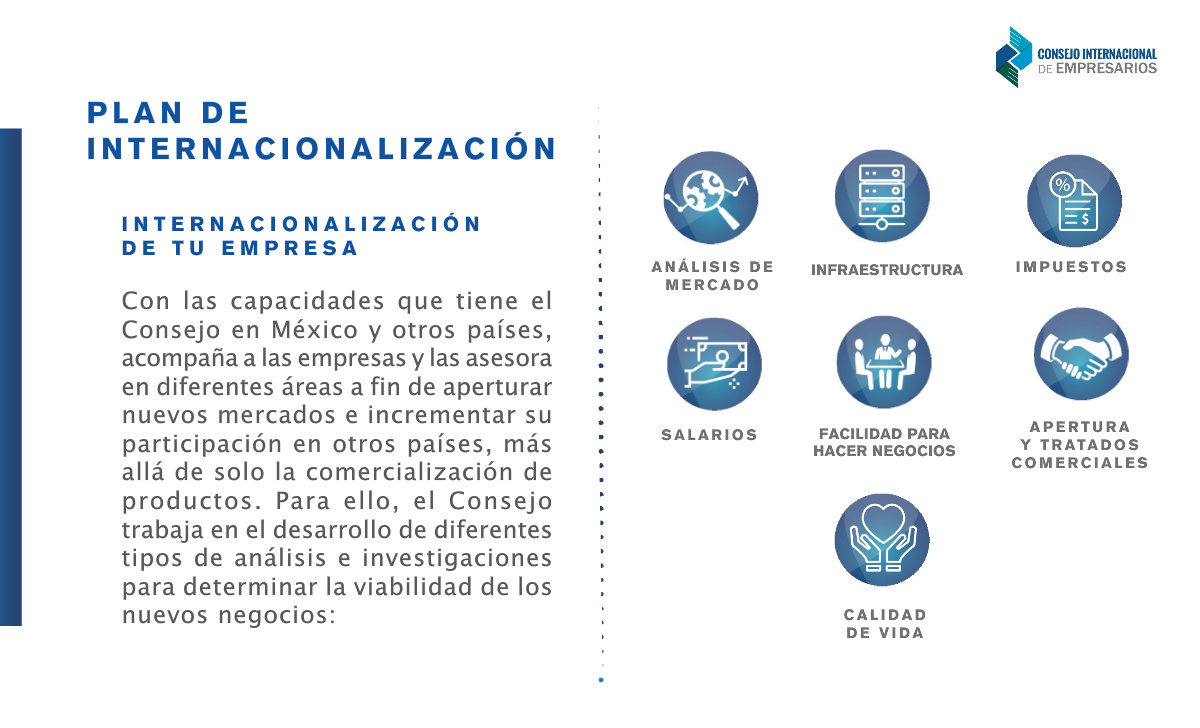 CONSEJO INTERNACIONAL
DE EMPRESARIOS
PLAN DE
INTERNACIONALIZACIÓN
INTERNACIONALIZACIÓN
DE TU EMPRESA
Con las capacidades que tiene el
Consejo en México y otros países,
acompaña a las empresas y las asesora
en diferentes áreas a fin de aperturar
nuevos mercados e incrementar su
participación en otros países, más
allá de solo la comercialización de
productos. Para ello, el Consejo
trabaja en el desarrollo de diferentes
tipos de análisis e investigaciones
para determinar la viabilidad de los
nuevos negocios:
ANÁLISIS DE
MERCADO
INFRAESTRUCTURA
%
$
IMPUESTOS
SALARIOS
FACILIDAD PARA
HACER NEGOCIOS
APERTURA
Y TRATADOS
COMERCIALES
CALIDAD
DE VIDA